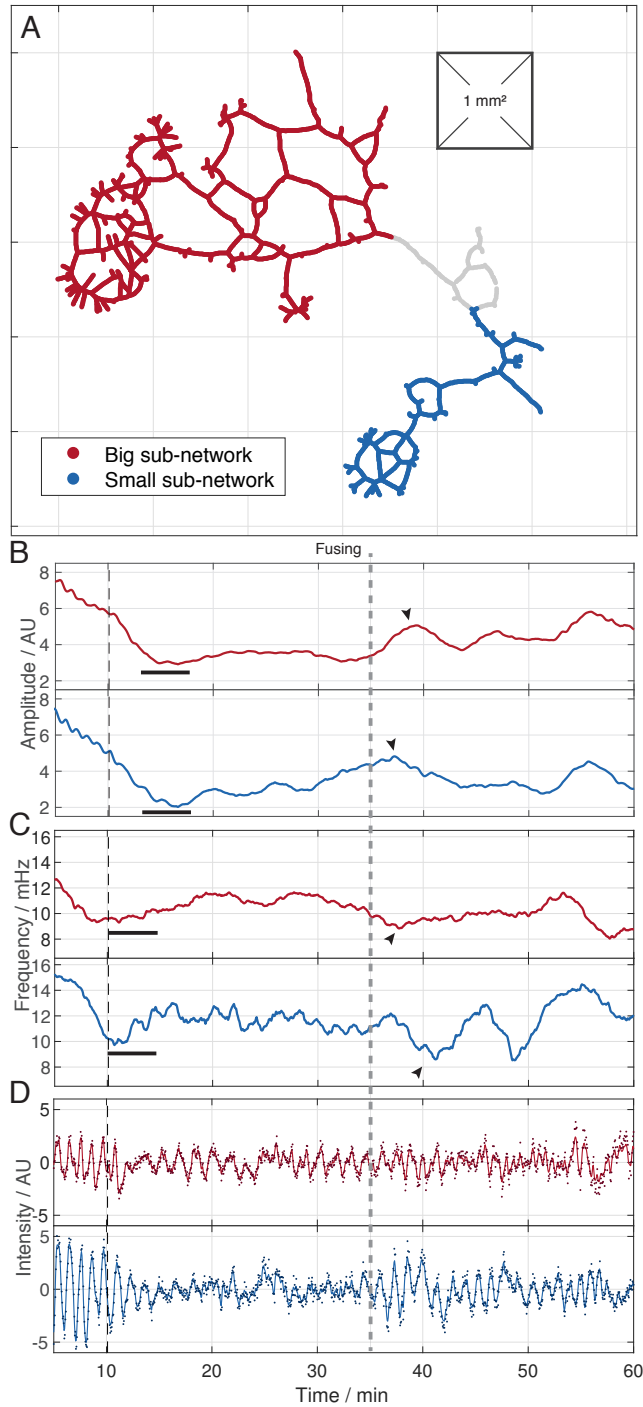 A
1 mm²
Big sub-network
Small sub-network
B
Fusing
8
6
4
2
8
6
4
2
Amplitude / AU
C
16
14
12
10
8
16
14
12
10
8
Frequency / mHz
D
5
0
-5
5
0
-5
Intensity / AU
10 20 30 40 50 60
Time / min